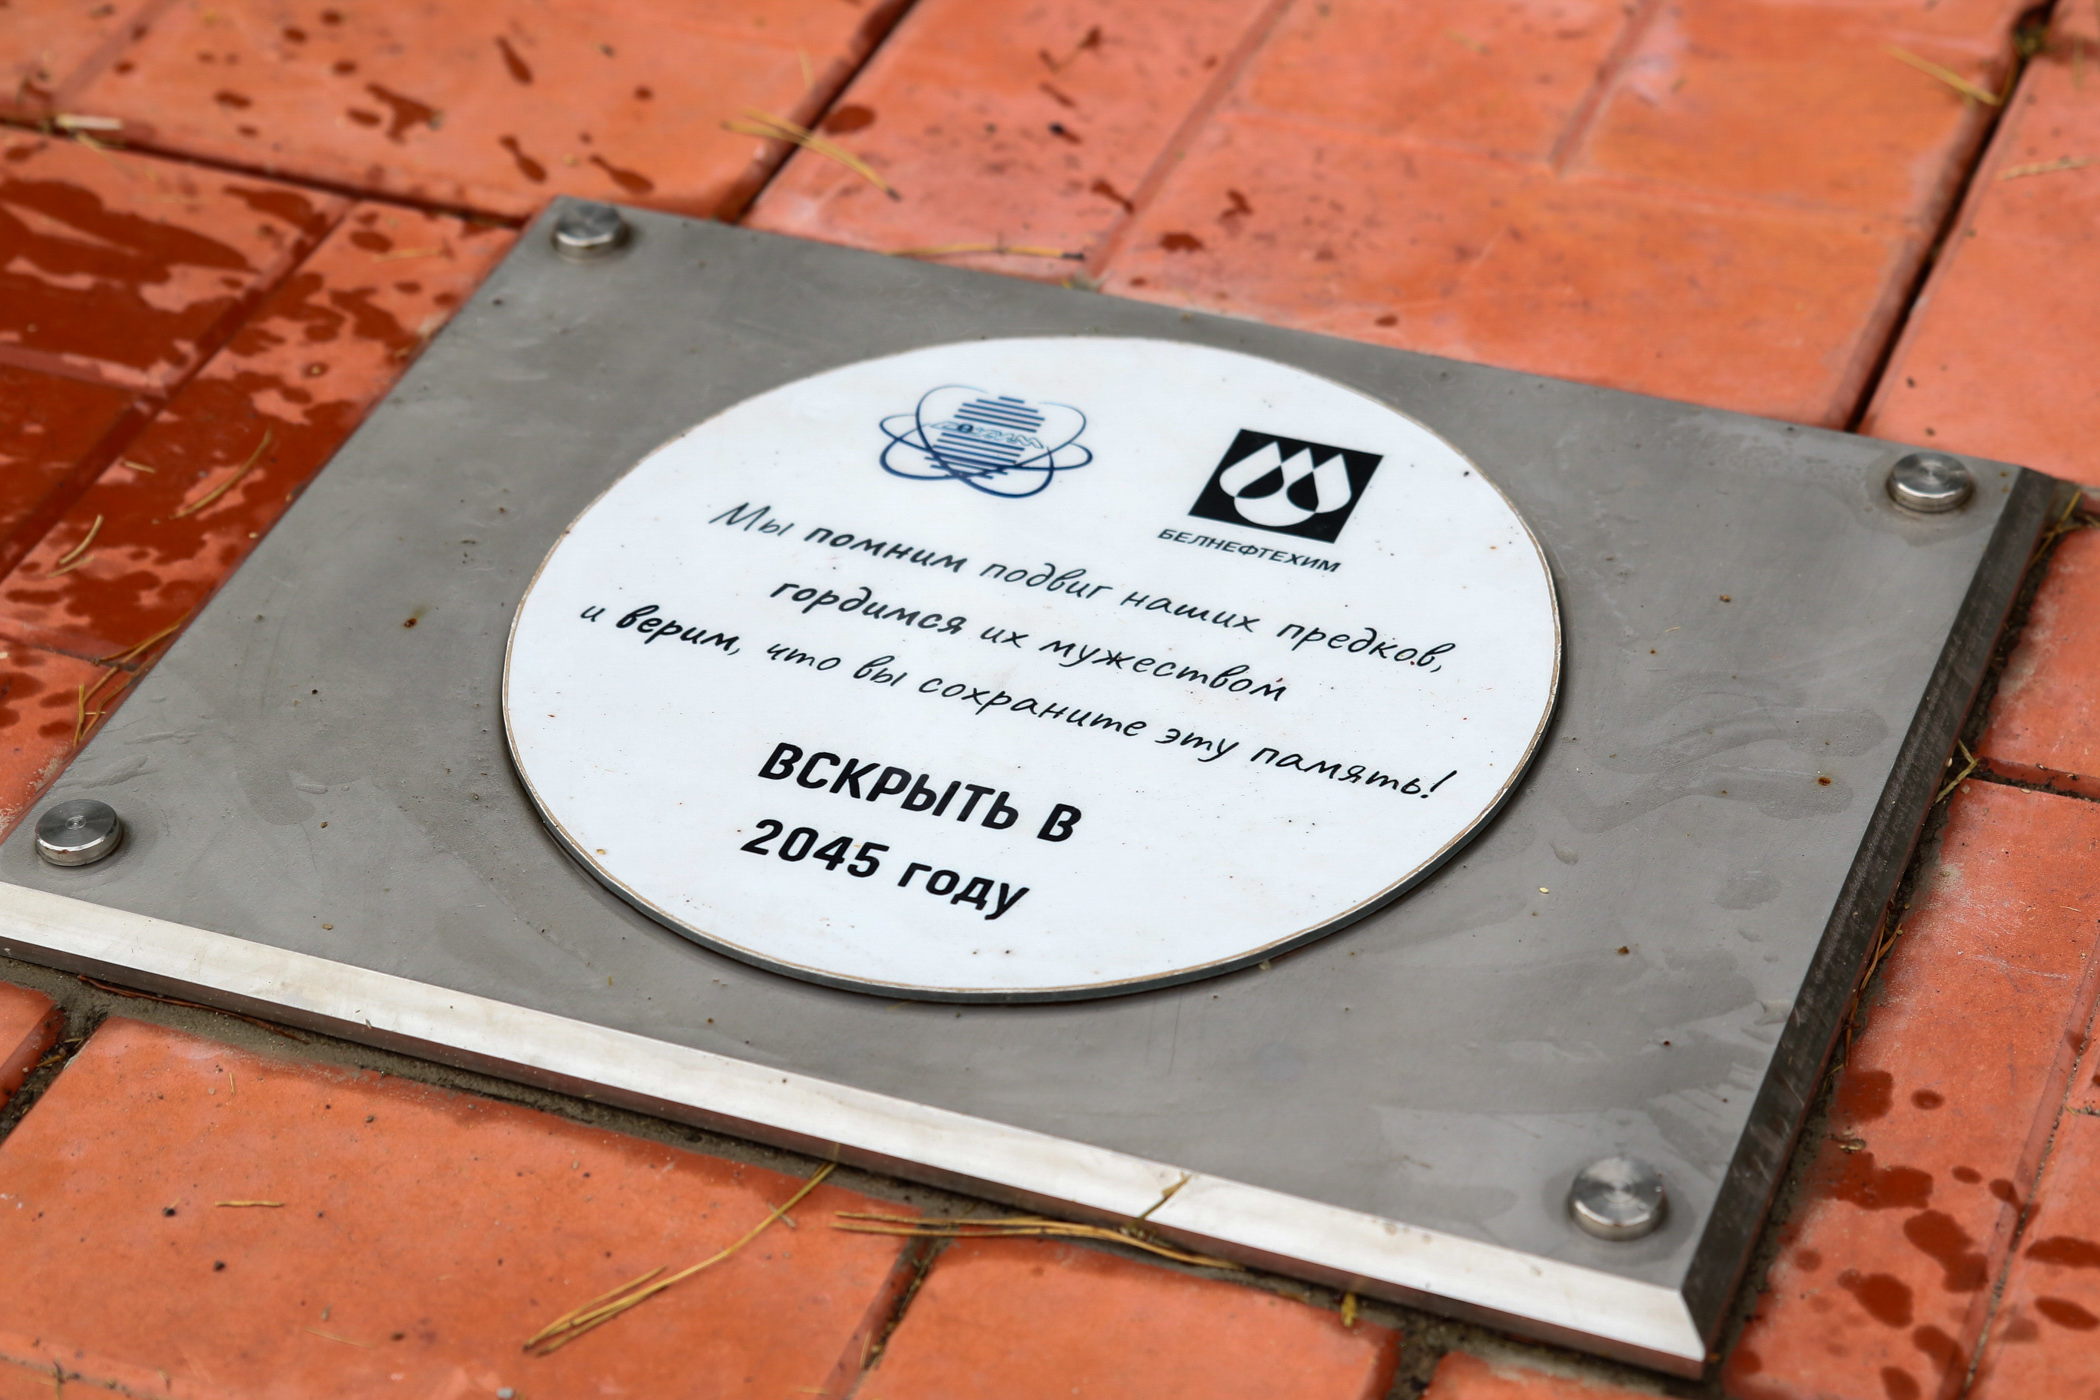 БЕЛНЕФТЕХИМ
Мы помним подвиг наших предков,
гордимся их мужеством
и верим, что вы сохраните эту память!
ВСКРЫТЬ В
2045 году